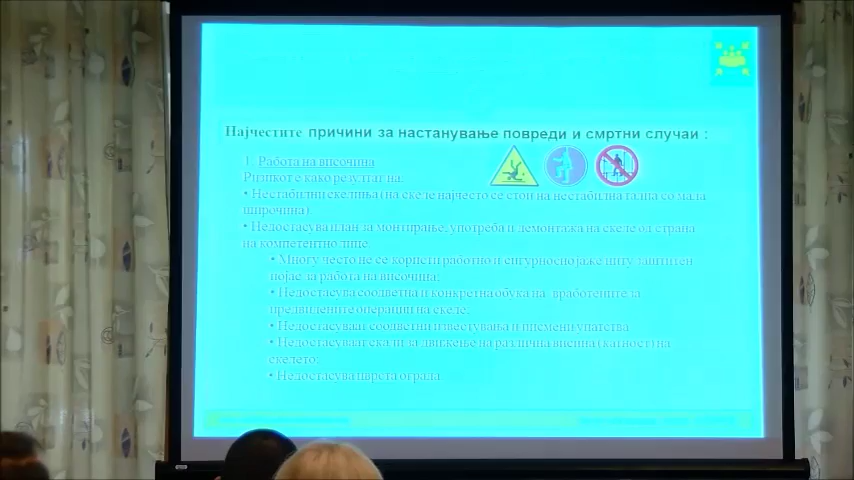 Најчестите причини за настанување повреди и смртни случаи :
1. Работа на височина
Ризикот е како резултат на:
• Нестабилни скелиња (на скеле најчесто се стои на нестабилна талпа со мала
широчина).
• Недостасува план за монтирање, употреба и демонтажа на скеле од страна
на компетентно лице.
• Многу често не се користи работно и сигурносно јаже ниту заштитен
појас за работа на височина;
• Недостасува соодветна и конкретна обука на вработените за
предвидените операции на скеле;
• Недостасуваат соодветни известувања и писмени упатства
• Недостасуваат скали за движење на различна висина (катност) на
скелето;
• Недостасува цврста ограда